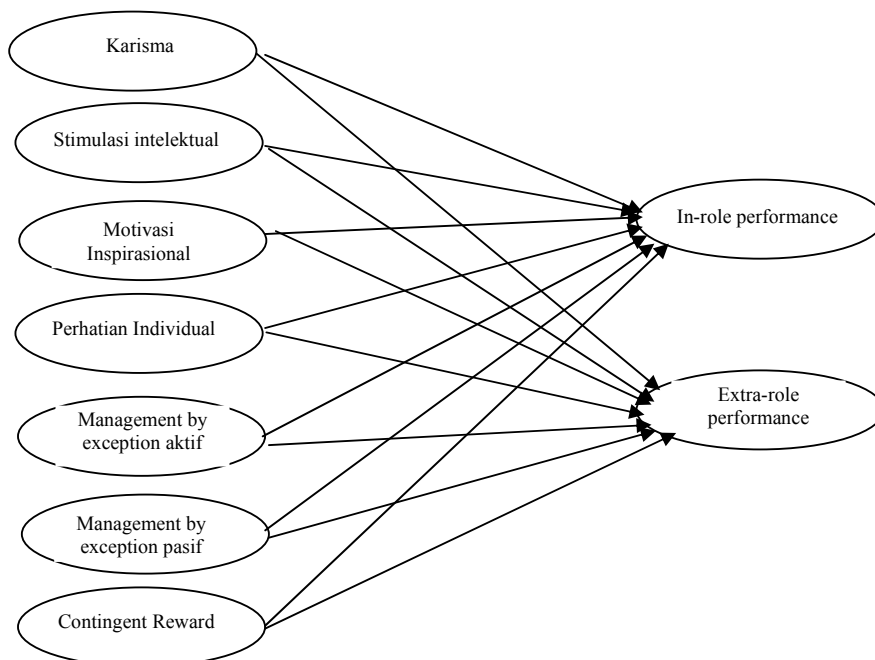 Karisma
Stimulasi intelektual
Motivasi
Inspirasional
Perhatian Individual
Management by
exception aktif
Management by
exception pasif
Contingent Reward
In-role performance
Extra-role
performance